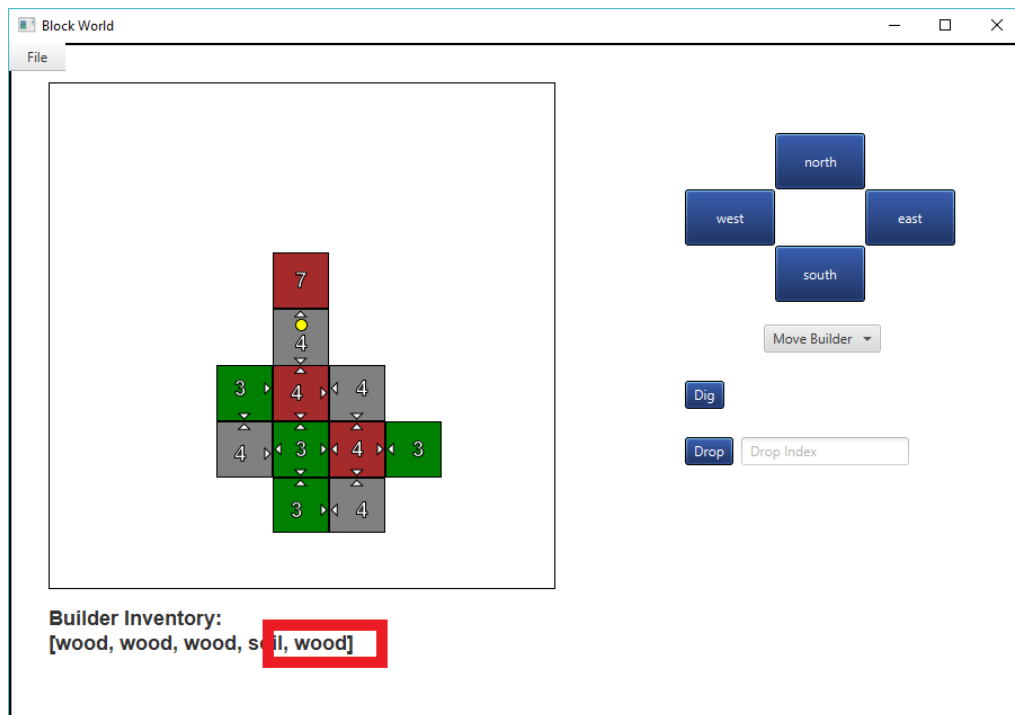 Block World
File
north
west east
south
7
4
3 4 4
4 3 4 3
3 4
Move Builder
Dig
Drop Drop Index
Builder Inventory:
[wood, wood, wood, soil, wood]